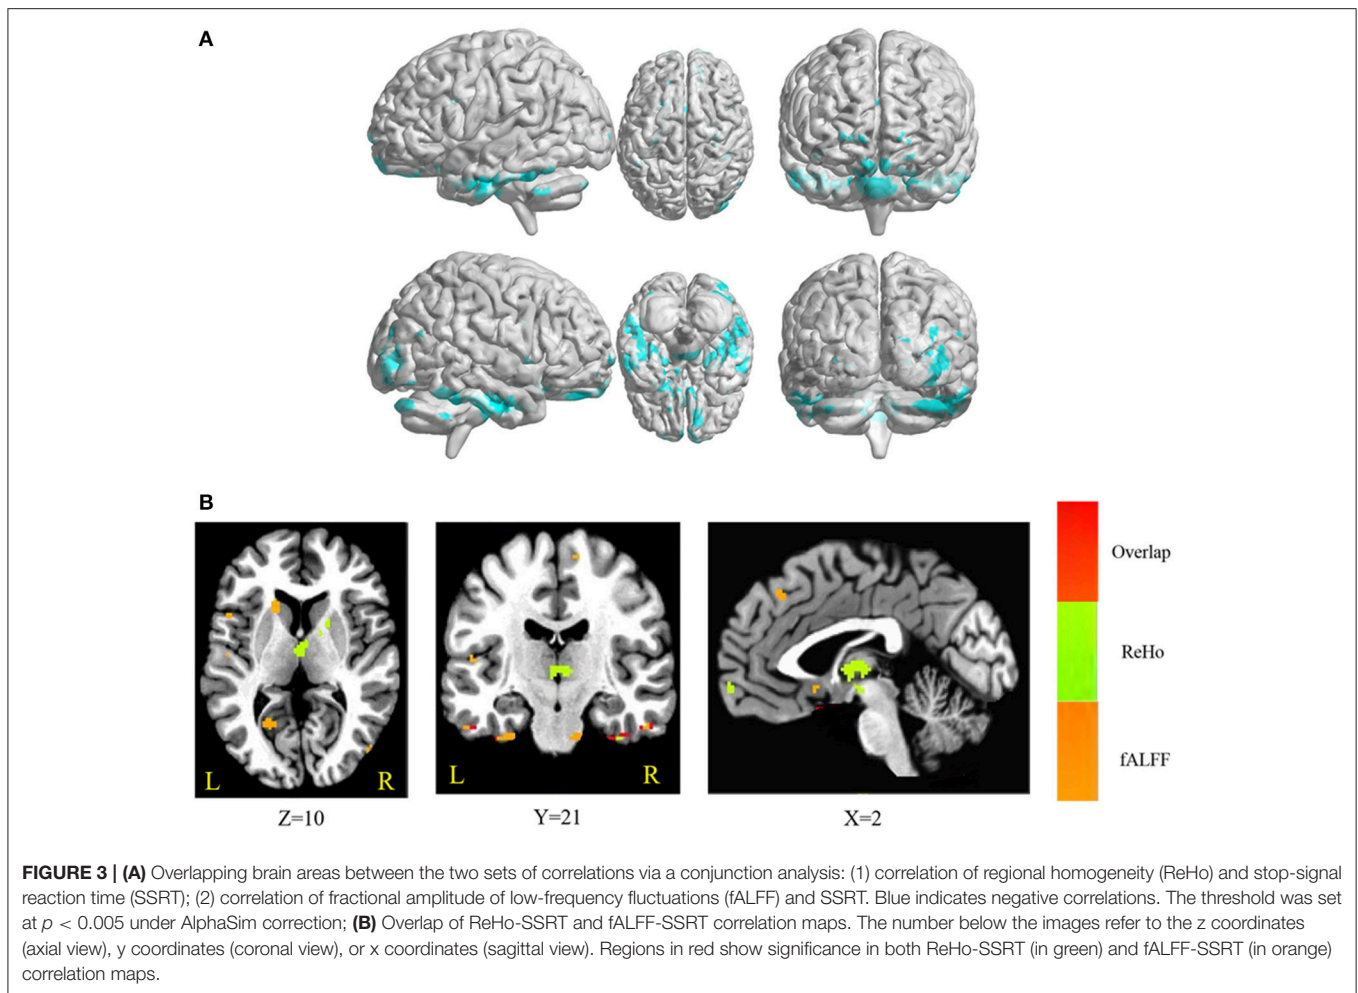 A
B
Overlap
ReHo
fALFF
L
R
L
R
Z=10
Y=21
X=2
FIGURE 3 | (A) Overlapping brain areas between the two sets of correlations via a conjunction analysis: (1) correlation of regional homogeneity (ReHo) and stop-signal
reaction time (SSRT); (2) correlation of fractional amplitude of low-frequency fluctuations (fALFF) and SSRT. Blue indicates negative correlations. The threshold was set
at p < 0.005 under AlphaSim correction; (B) Overlap of ReHo-SSRT and fALFF-SSRT correlation maps. The number below the images refer to the z coordinates
(axial view), y coordinates (coronal view), or x coordinates (sagittal view). Regions in red show significance in both ReHo-SSRT (in green) and fALFF-SSRT (in orange)
correlation maps.